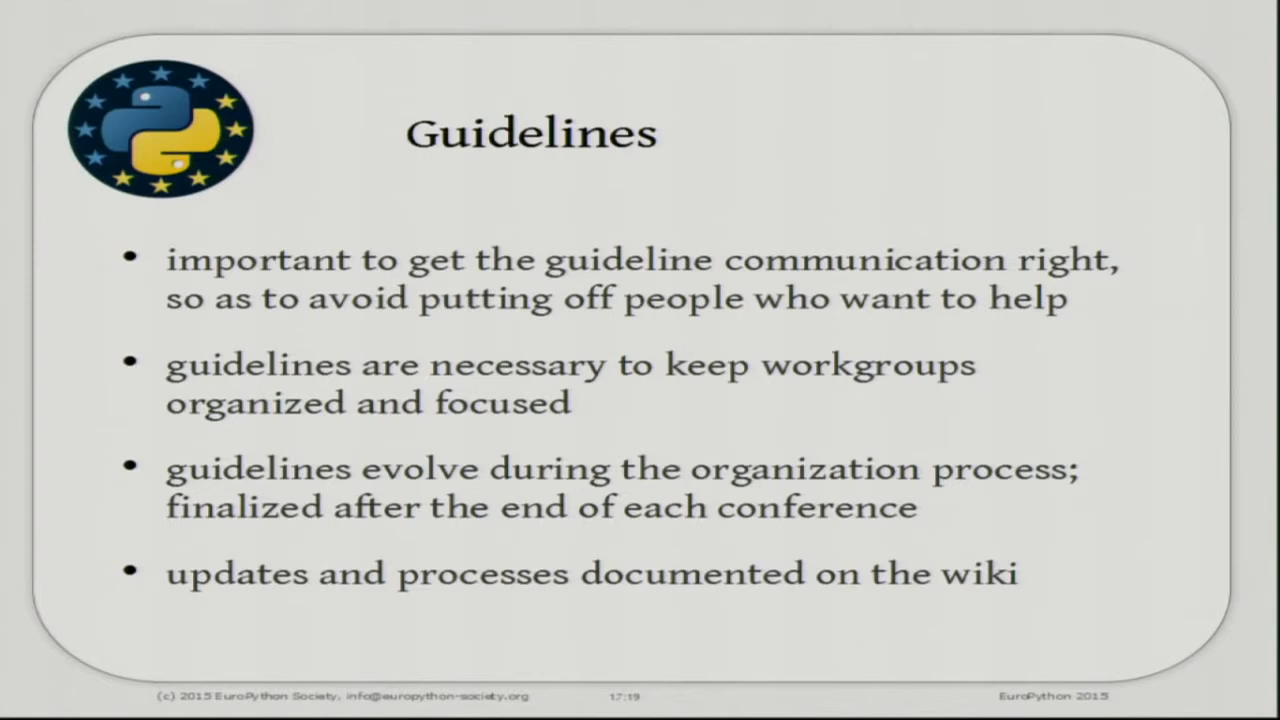 Guidelines
• important to get the guideline communication right,
so as to avoid putting off people who want to help
• guidelines are necessary to keep workgroups
organized and focused
• guidelines evolve during the organization process;
finalized after the end of each conference
• updates and processes documented on the wiki
(c) 2015 EuroPython Society, info@europython-society.org
17:19
EuroPython 2015